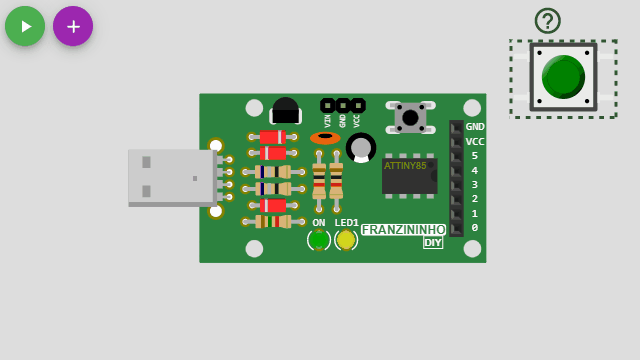 ?
VIN
GND
VCC
GND
VCC
5
4
3
2
1
0
ATTINY85
ON LED1
FRANZININHO
DIY